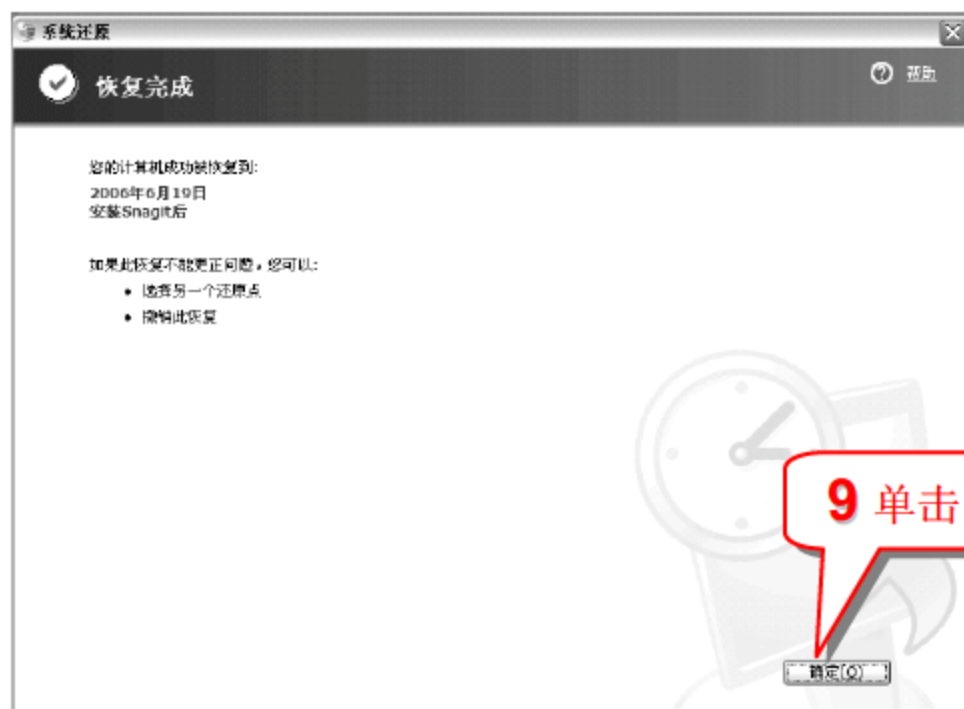 系统还原
恢复完成
帮助
您的计算机成功被恢复到:
2006年6月19日
安装Snagit后
如果此恢复不能更正问题，您可以:
• 选择另一个还原点
• 撤销此恢复
9 单击
确定(O)